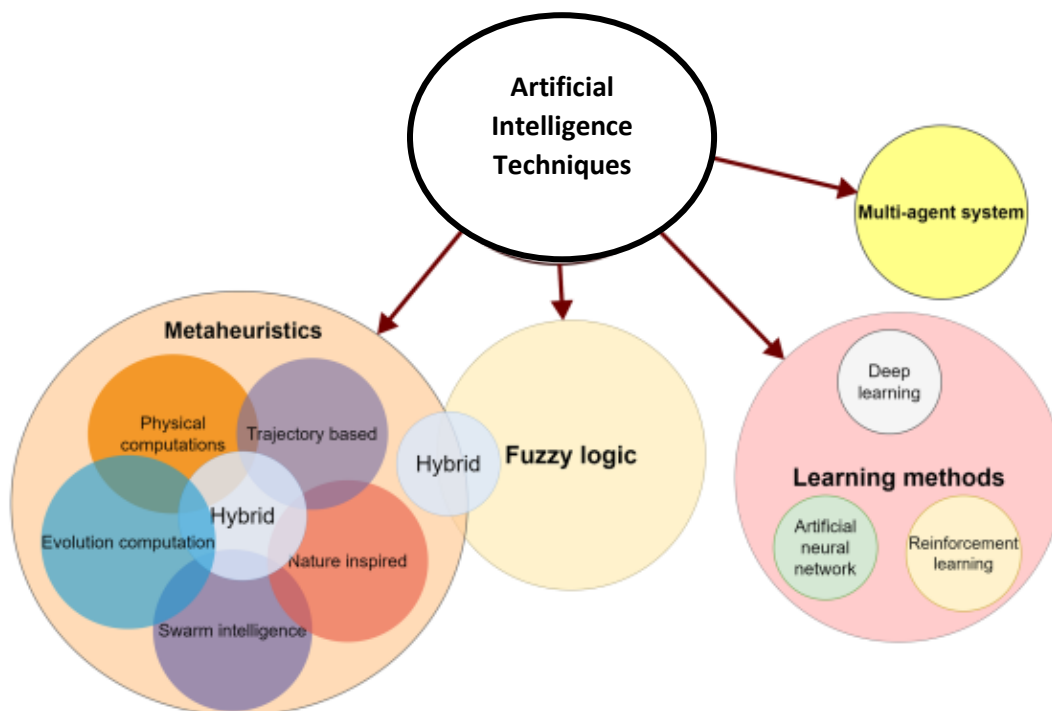 Artificial
Intelligence
Techniques
Multi-agent system
Metaheuristics
Physical
computations
Trajectory based
Hybrid
Evolution computation
Nature inspired
Swarm intelligence
Hybrid
Fuzzy logic
Deep
learning
Learning methods
Artificial
neural
network
Reinforcement
learning